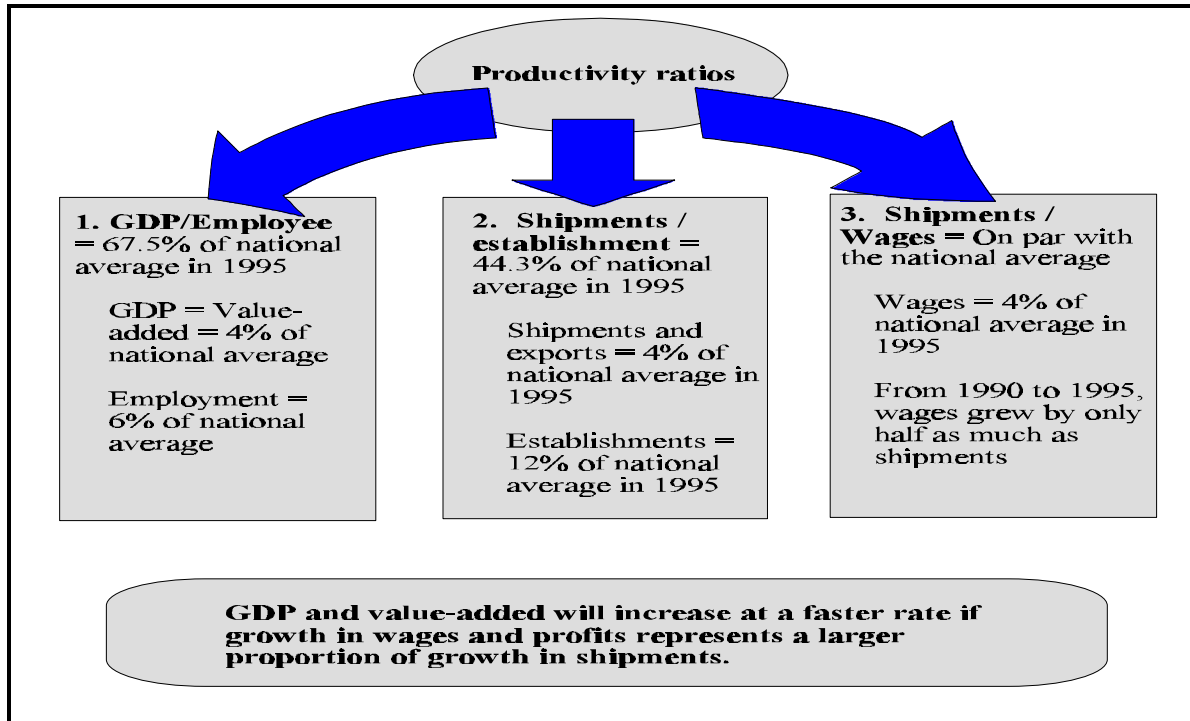 Productivity ratios
1. GDP/Employee
= 67.5% of national
average in 1995
GDP = Value-
added = 4% of
national average
Employment =
6% of national
average
2. Shipments /
establishment =
44.3% of national
average in 1995
Shipments and
exports = 4% of
national average in
1995
Establishments =
12% of national
average in 1995
3. Shipments /
Wages = On par with
the national average
Wages = 4% of
national average in
1995
From 1990 to 1995,
wages grew by only
half as much as
shipments
GDP and value-added will increase at a faster rate if
growth in wages and profits represents a larger
proportion of growth in shipments.